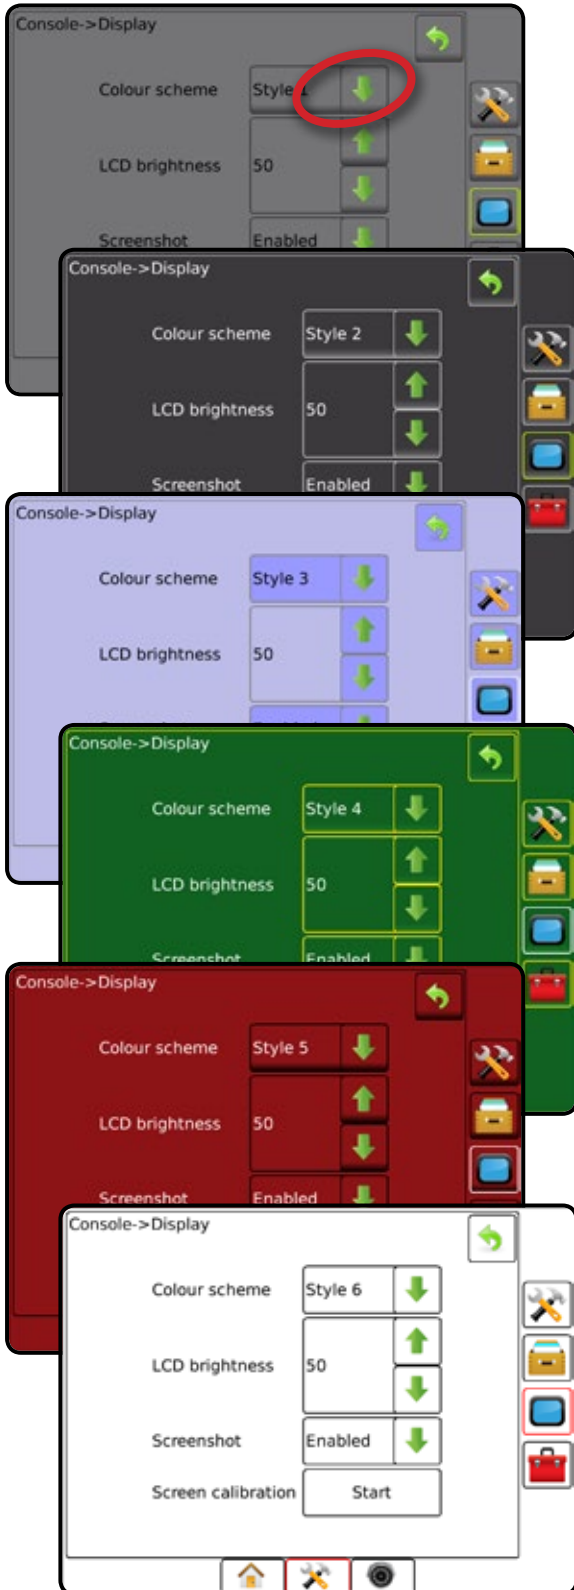 Console->Display
Colour scheme Style 1
LCD brightness 50
Screenshot Enabled
Console->Display
Colour scheme Style 2
LCD brightness 50
Screenshot Enabled
Console->Display
Colour scheme Style 3
LCD brightness 50
Console->Display
Colour scheme Style 4
LCD brightness 50
Screenshot Enabled
Console->Display
Colour scheme Style 5
LCD brightness 50
Screenshot Enabled
Console->Display
Colour scheme Style 6
LCD brightness 50
Screenshot Enabled
Screen calibration Start